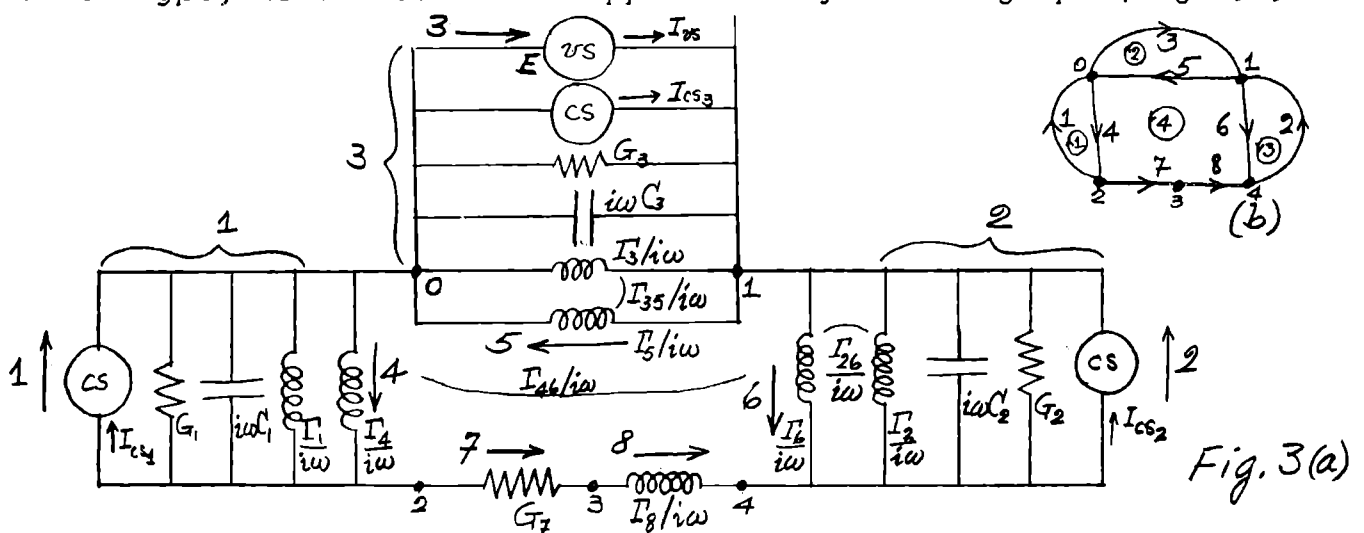 3 I_vs
E vs
0 3 1
2
5
1 4 4 6 2
1 3
7 8
2 3 4
(b)
cs I_cs3
3 G_3
iωC_3
1 Γ_3/iω 2
0 1
Γ_35/iω
5 Γ_5/iω
Γ_46/iω
1 cs 4 6 Γ_26/iω cs 2
I_cs1 G_1 iωC_1 Γ_1/iω Γ_4/iω Γ_6/iω Γ_2/iω iωC_2 G_2 I_cs2
7 8
2 3 4
G_7 Γ_8/iω
Fig. 3(a)